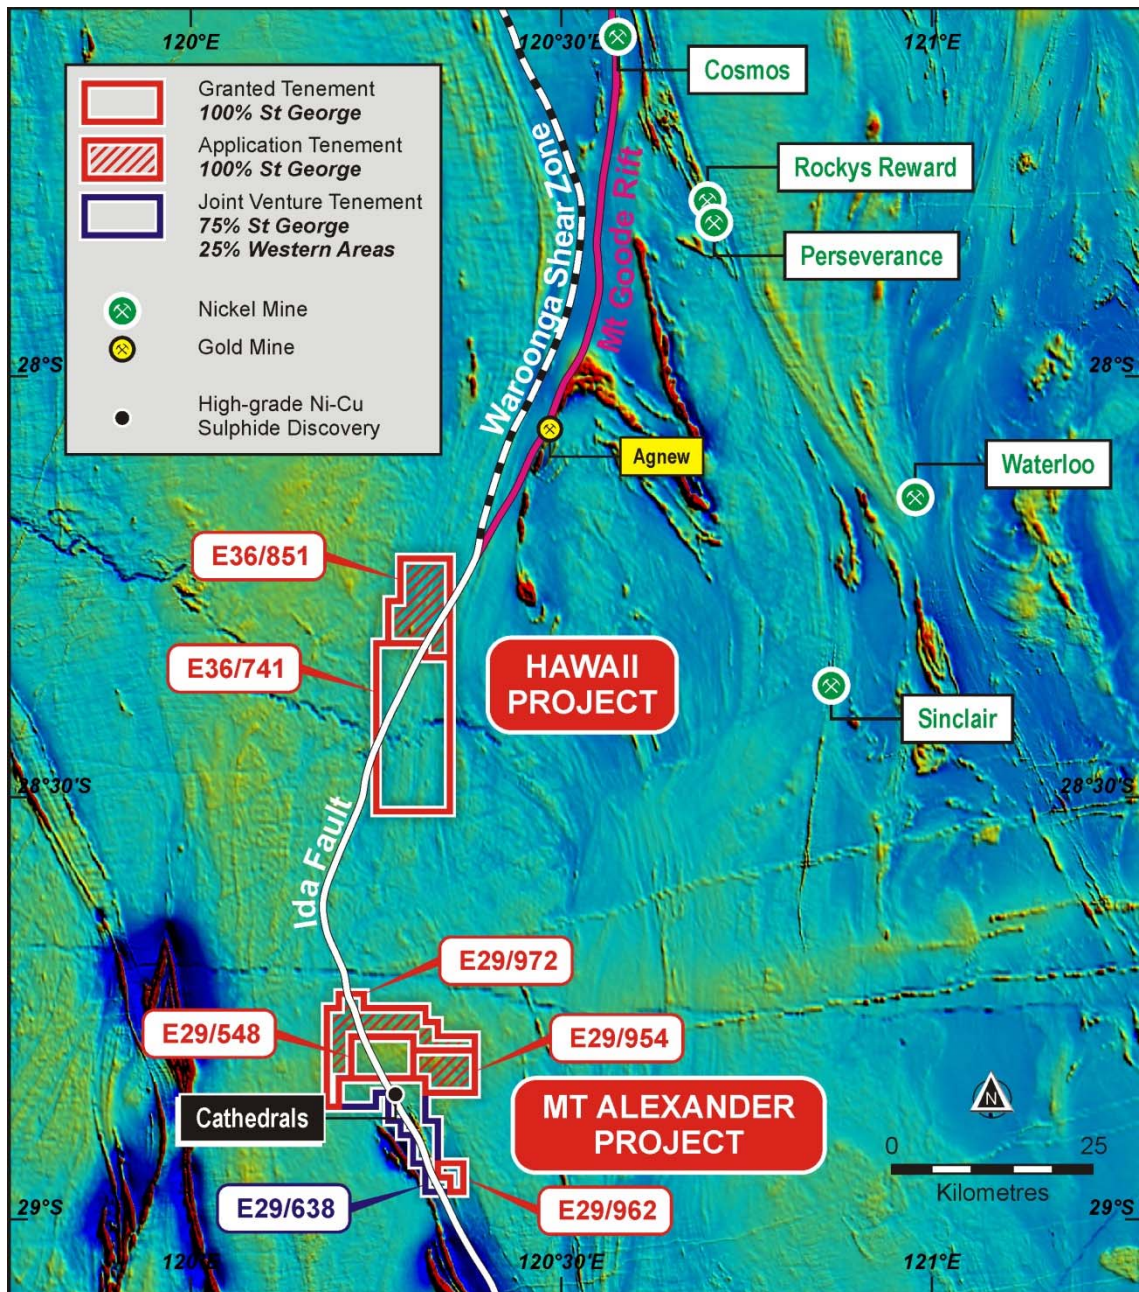 120°E
120°30'E
121°E
Granted Tenement
100% St George
Application Tenement
100% St George
Joint Venture Tenement
75% St George
25% Western Areas
Nickel Mine
Gold Mine
High-grade Ni-Cu
Sulphide Discovery
Cosmos
Rockys Reward
Perseverance
Waroonga Shear Zone
Mt Goode Rift
28°S
28°S
Agnew
Waterloo
E36/851
E36/741
HAWAII
PROJECT
Sinclair
28°30'S
28°30'S
Ida Fault
E29/972
E29/548
E29/954
Cathedrals
MT ALEXANDER
PROJECT
N
0
25
Kilometres
E29/638
E29/962
29°S
29°S
120°E
120°30'E
121°E